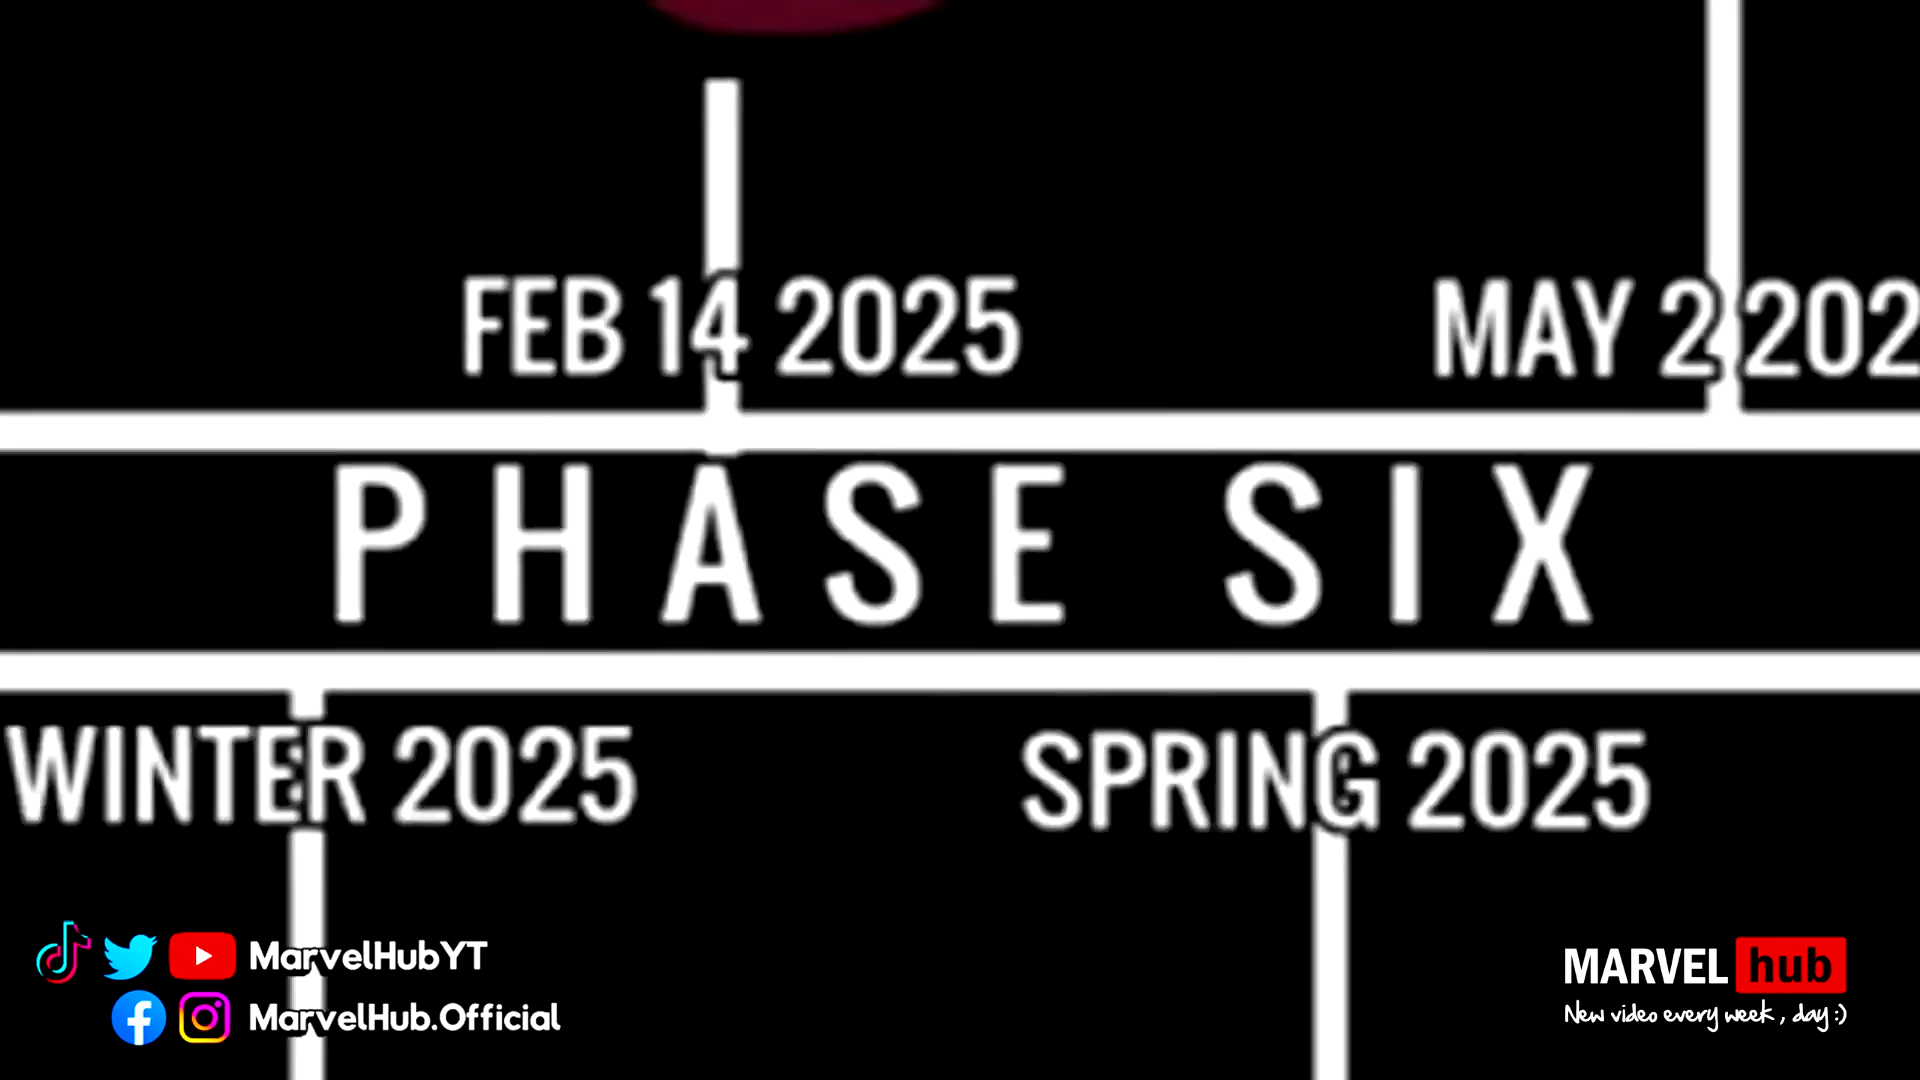 FEB 14 2025
MAY 2 202
PHASE SIX
WINTER 2025
SPRING 2025
MarvelHubYT
MarvelHub.Official
MARVEL hub
New video every week , day :)